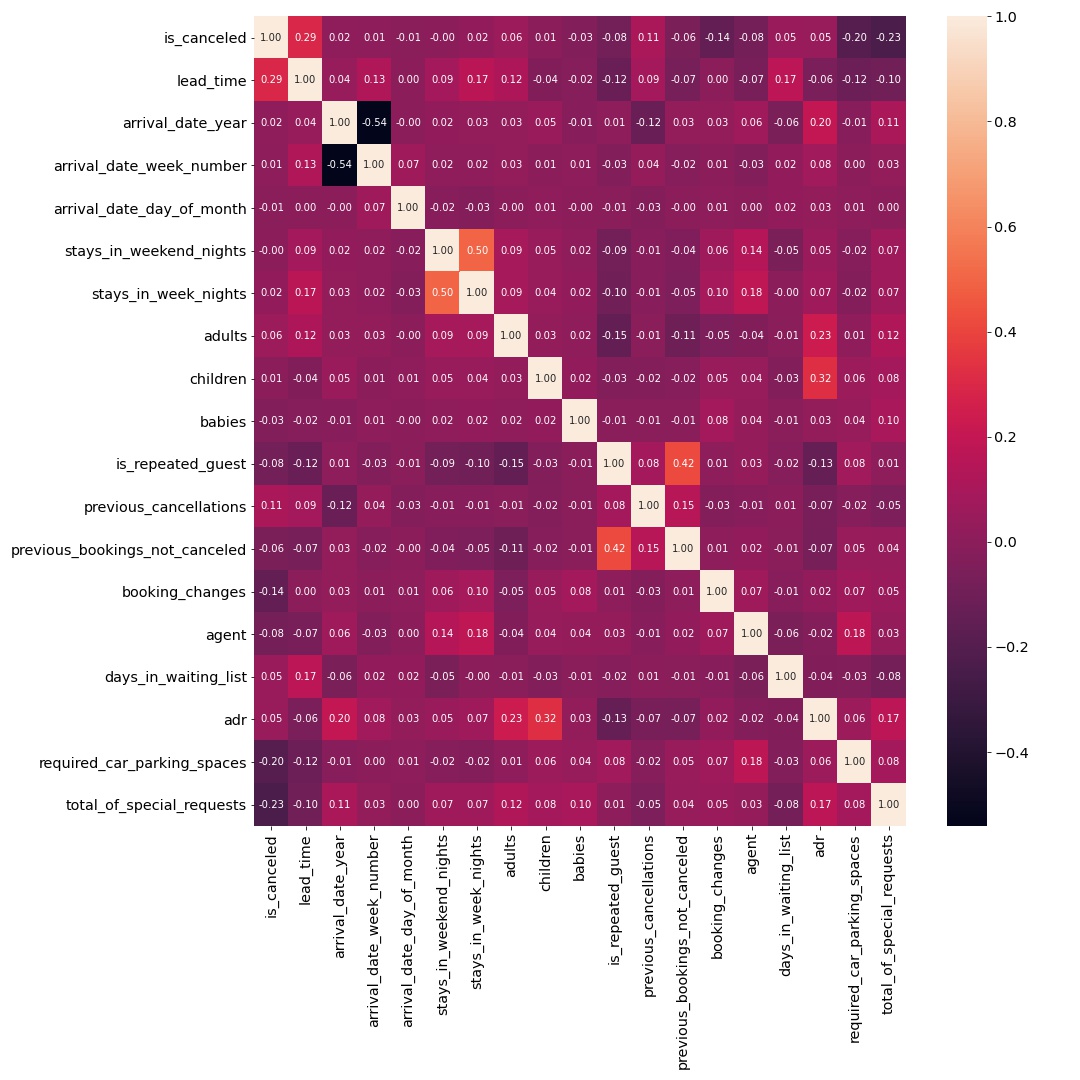 is_canceled 1.00 0.29 0.02 0.01 -0.01 -0.00 0.02 0.06 0.01 -0.03 -0.08 0.11 -0.06 -0.14 -0.08 0.05 0.05 -0.20 -0.23
lead_time 0.29 1.00 0.04 0.13 0.00 0.09 0.17 0.12 -0.04 -0.02 -0.12 0.09 -0.07 0.00 -0.07 0.17 -0.06 -0.12 -0.10
arrival_date_year 0.02 0.04 1.00 -0.54 -0.00 0.02 0.03 0.03 0.05 -0.01 0.01 -0.12 0.03 0.03 0.06 -0.06 0.20 -0.01 0.11
arrival_date_week_number 0.01 0.13 -0.54 1.00 0.07 0.02 0.02 0.03 0.01 0.01 -0.03 0.04 -0.02 0.01 -0.03 0.02 0.08 0.00 0.03
arrival_date_day_of_month -0.01 0.00 -0.00 0.07 1.00 -0.02 -0.03 -0.00 0.01 -0.00 -0.01 -0.03 -0.00 0.01 0.00 0.02 0.03 0.01 0.00
stays_in_weekend_nights -0.00 0.09 0.02 0.02 -0.02 1.00 0.50 0.09 0.05 0.02 -0.09 -0.01 -0.04 0.06 0.14 -0.05 0.05 -0.02 0.07
stays_in_week_nights 0.02 0.17 0.03 0.02 -0.03 0.50 1.00 0.09 0.04 0.02 -0.10 -0.01 -0.05 0.10 0.18 -0.00 0.07 -0.02 0.07
adults 0.06 0.12 0.03 0.03 -0.00 0.09 0.09 1.00 0.03 0.02 -0.15 -0.01 -0.11 -0.05 -0.04 -0.01 0.23 0.01 0.12
children 0.01 -0.04 0.05 0.01 0.01 0.05 0.04 0.03 1.00 0.02 -0.03 -0.02 -0.02 0.05 0.04 -0.03 0.32 0.06 0.08
babies -0.03 -0.02 -0.01 0.01 -0.00 0.02 0.02 0.02 0.02 1.00 -0.01 -0.01 -0.01 0.08 0.04 -0.01 0.03 0.04 0.10
is_repeated_guest -0.08 -0.12 0.01 -0.03 -0.01 -0.09 -0.10 -0.15 -0.03 -0.01 1.00 0.08 0.42 0.01 0.03 -0.02 -0.13 0.08 0.01
previous_cancellations 0.11 0.09 -0.12 0.04 -0.03 -0.01 -0.01 -0.01 -0.02 -0.01 0.08 1.00 0.15 -0.03 -0.01 0.01 -0.07 -0.02 -0.05
previous_bookings_not_canceled -0.06 -0.07 0.03 -0.02 -0.00 -0.04 -0.05 -0.11 -0.02 -0.01 0.42 0.15 1.00 0.01 0.02 -0.01 -0.07 0.05 0.04
booking_changes -0.14 0.00 0.03 0.01 0.01 0.06 0.10 -0.05 0.05 0.08 0.01 -0.03 0.01 1.00 0.07 -0.01 0.02 0.07 0.05
agent -0.08 -0.07 0.06 -0.03 0.00 0.14 0.18 -0.04 0.04 0.04 0.03 -0.01 0.02 0.07 1.00 -0.06 -0.02 0.18 0.03
days_in_waiting_list 0.05 0.17 -0.06 0.02 0.02 -0.05 -0.00 -0.01 -0.03 -0.01 -0.02 0.01 -0.01 -0.01 -0.06 1.00 -0.04 -0.03 -0.08
adr 0.05 -0.06 0.20 0.08 0.03 0.05 0.07 0.23 0.32 0.03 -0.13 -0.07 -0.07 0.02 -0.02 -0.04 1.00 0.06 0.17
required_car_parking_spaces -0.20 -0.12 -0.01 0.00 0.01 -0.02 -0.02 0.01 0.06 0.04 0.08 -0.02 0.05 0.07 0.18 -0.03 0.06 1.00 0.08
total_of_special_requests -0.23 -0.10 0.11 0.03 0.00 0.07 0.07 0.12 0.08 0.10 0.01 -0.05 0.04 0.05 0.03 -0.08 0.17 0.08 1.00
is_canceled
lead_time
arrival_date_year
arrival_date_week_number
arrival_date_day_of_month
stays_in_weekend_nights
stays_in_week_nights
adults
children
babies
is_repeated_guest
previous_cancellations
previous_bookings_not_canceled
booking_changes
agent
days_in_waiting_list
adr
required_car_parking_spaces
total_of_special_requests
1.0
0.8
0.6
0.4
0.2
0.0
−0.2
−0.4